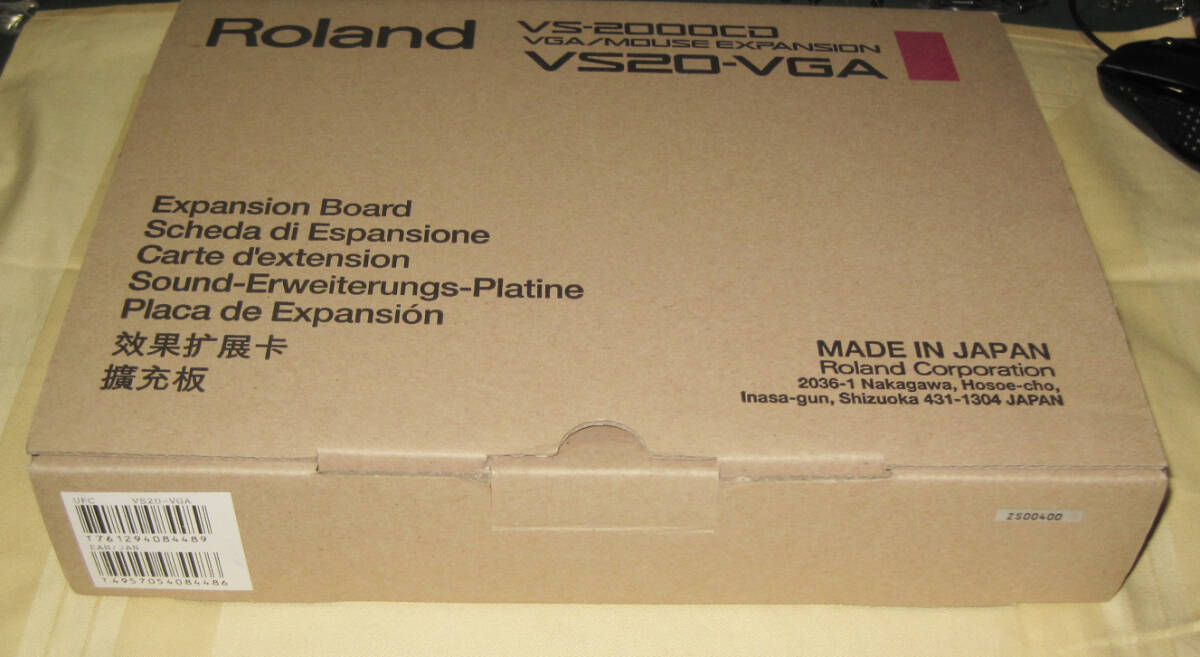 Roland
VS-2000CD
VGA/MOUSE EXPANSION
VS20-VGA
Expansion Board
Scheda di Espansione
Carte d'extension
Sound-Erweiterungs-Platine
Placa de Expansión
效果扩展卡
擴充板
MADE IN JAPAN
Roland Corporation
2036-1 Nakagawa, Hosoe-cho,
Inasa-gun, Shizuoka 431-1304 JAPAN
UPC VS20-VGA
T761294084489
EAN/JAN
T4957054084486
ZS00400